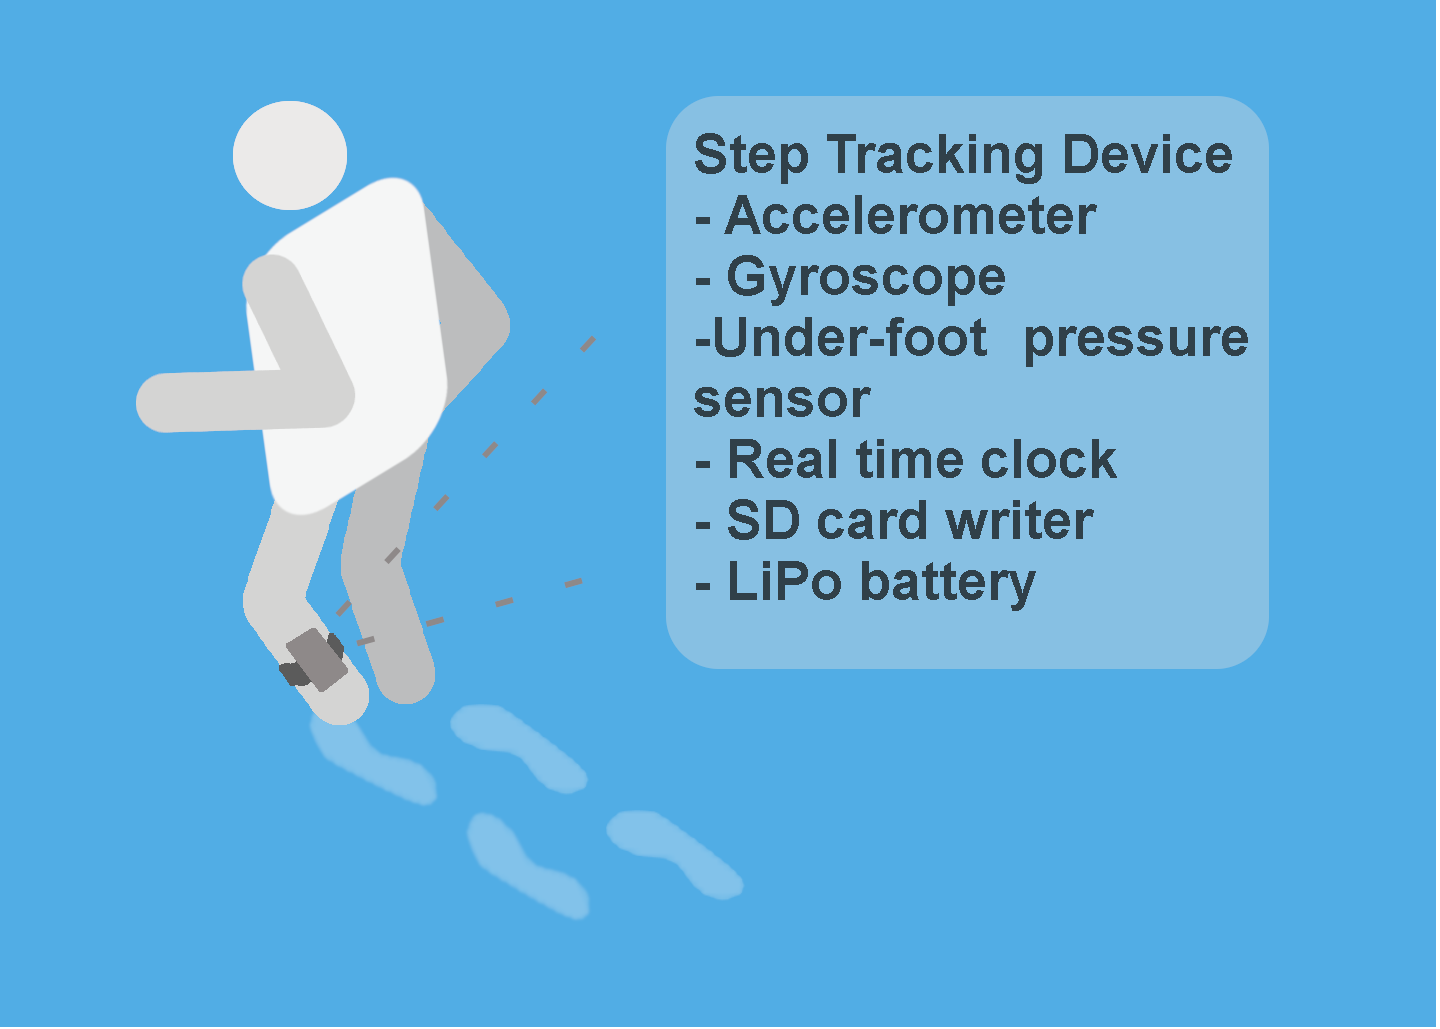 Step Tracking Device
- Accelerometer
- Gyroscope
-Under-foot pressure
sensor
- Real time clock
- SD card writer
- LiPo battery